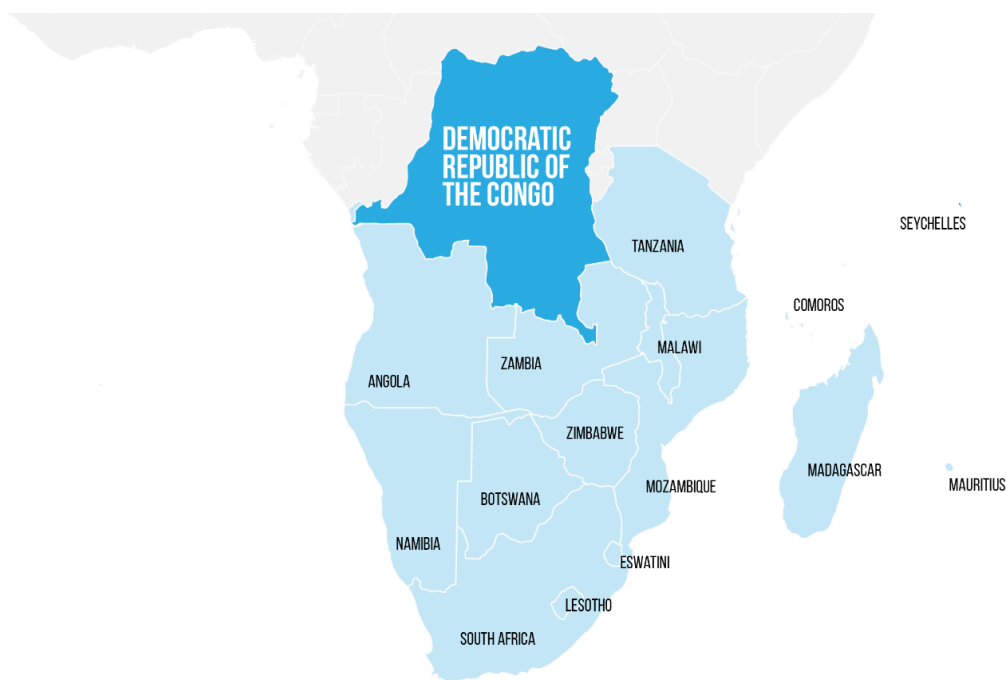 DEMOCRATIC
REPUBLIC OF
THE CONGO
SEYCHELLES
TANZANIA
COMOROS
MALAWI
ZAMBIA
ANGOLA
ZIMBABWE
MADAGASCAR
MAURITIUS
MOZAMBIQUE
BOTSWANA
NAMIBIA
ESWATINI
LESOTHO
SOUTH AFRICA